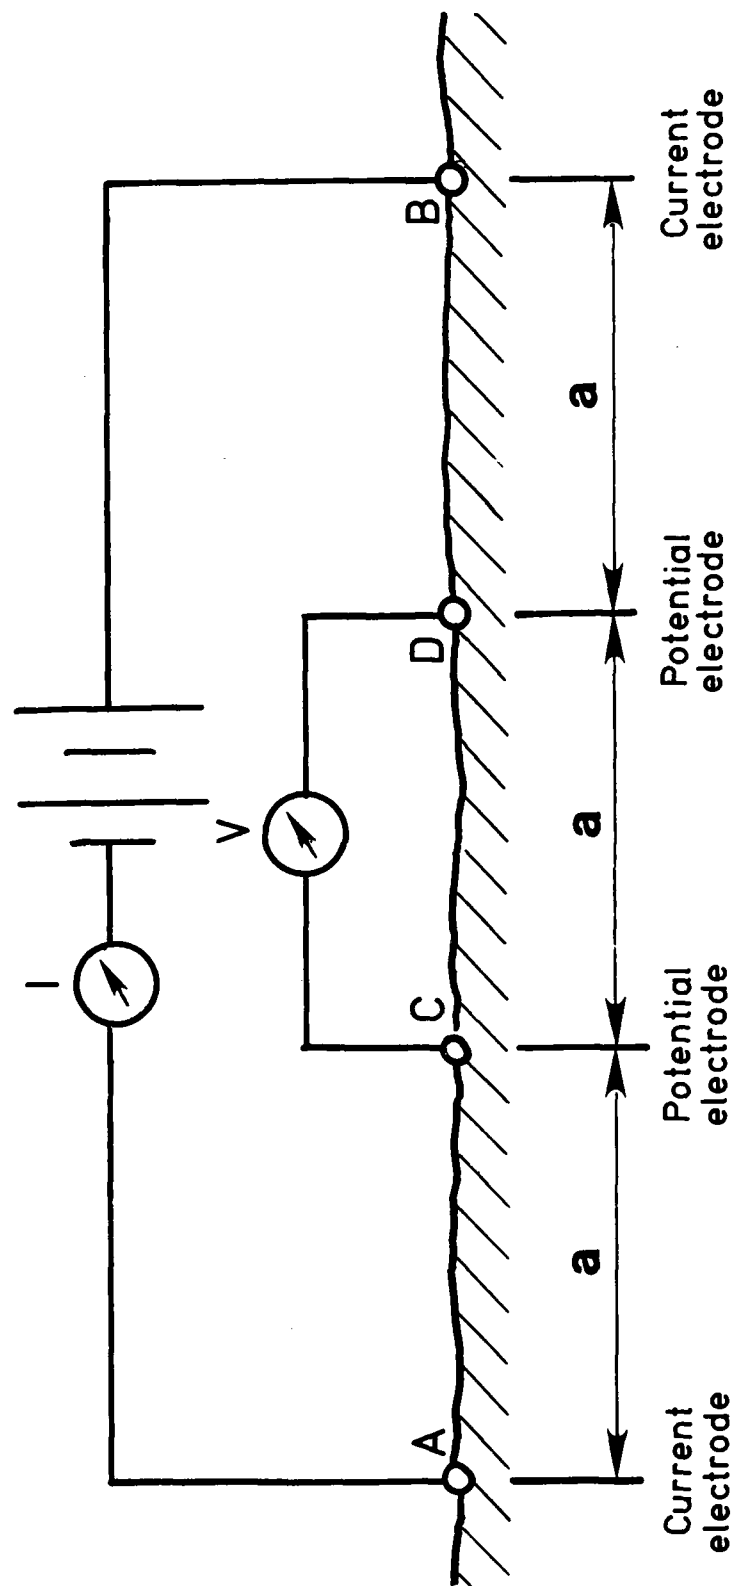 I
V
A
C
D
B
a
a
a
Current
electrode
Potential
electrode
Potential
electrode
Current
electrode